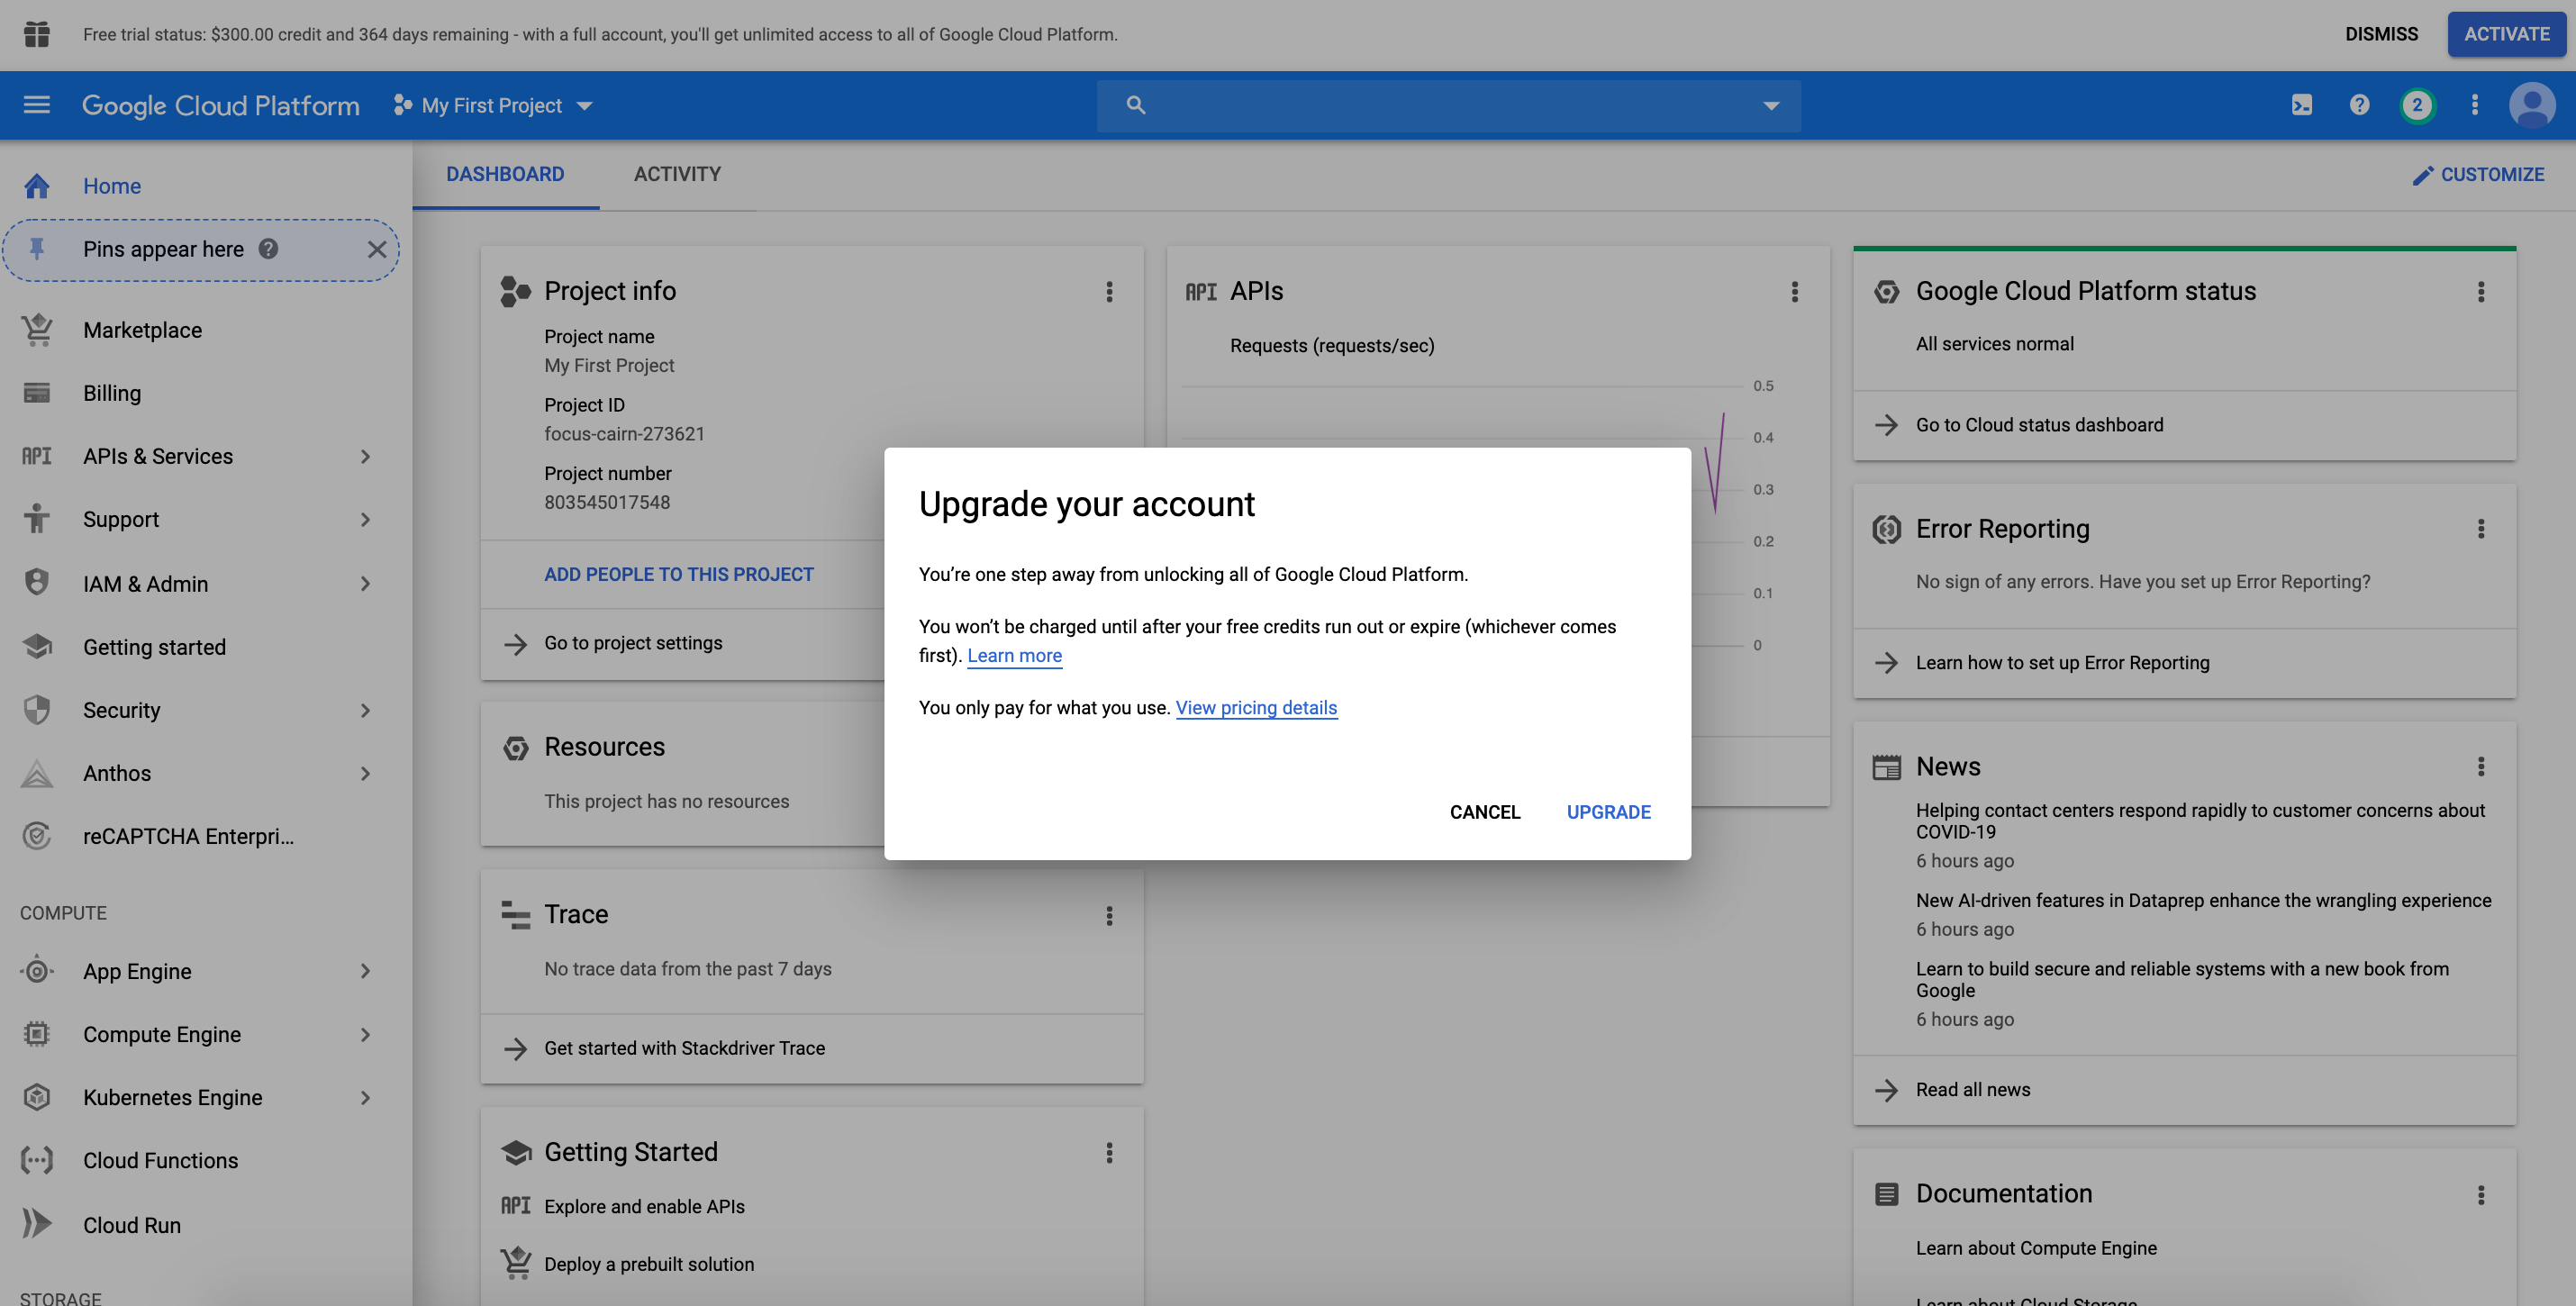 Free trial status: $300.00 credit and 364 days remaining - with a full account, you'll get unlimited access to all of Google Cloud Platform.
DISMISS
ACTIVATE
Google Cloud Platform
My First Project
2
Home
Pins appear here
Marketplace
Billing
API APIs & Services
Support
IAM & Admin
Getting started
Security
Anthos
reCAPTCHA Enterpri...
COMPUTE
App Engine
Compute Engine
Kubernetes Engine
Cloud Functions
Cloud Run
STORAGE
DASHBOARD
ACTIVITY
CUSTOMIZE
Project info
Project name
My First Project
Project ID
focus-cairn-273621
Project number
803545017548
ADD PEOPLE TO THIS PROJECT
Go to project settings
Resources
This project has no resources
Trace
No trace data from the past 7 days
Get started with Stackdriver Trace
Getting Started
API Explore and enable APIs
Deploy a prebuilt solution
API APIs
Requests (requests/sec)
0.5
0.4
0.3
0.2
0.1
0
Upgrade your account
You're one step away from unlocking all of Google Cloud Platform.
You won't be charged until after your free credits run out or expire (whichever comes
first). Learn more
You only pay for what you use. View pricing details
CANCEL
UPGRADE
Google Cloud Platform status
All services normal
Go to Cloud status dashboard
Error Reporting
No sign of any errors. Have you set up Error Reporting?
Learn how to set up Error Reporting
News
Helping contact centers respond rapidly to customer concerns about
COVID-19
6 hours ago
New AI-driven features in Dataprep enhance the wrangling experience
6 hours ago
Learn to build secure and reliable systems with a new book from
Google
6 hours ago
Read all news
Documentation
Learn about Compute Engine
Learn about Cloud Storage